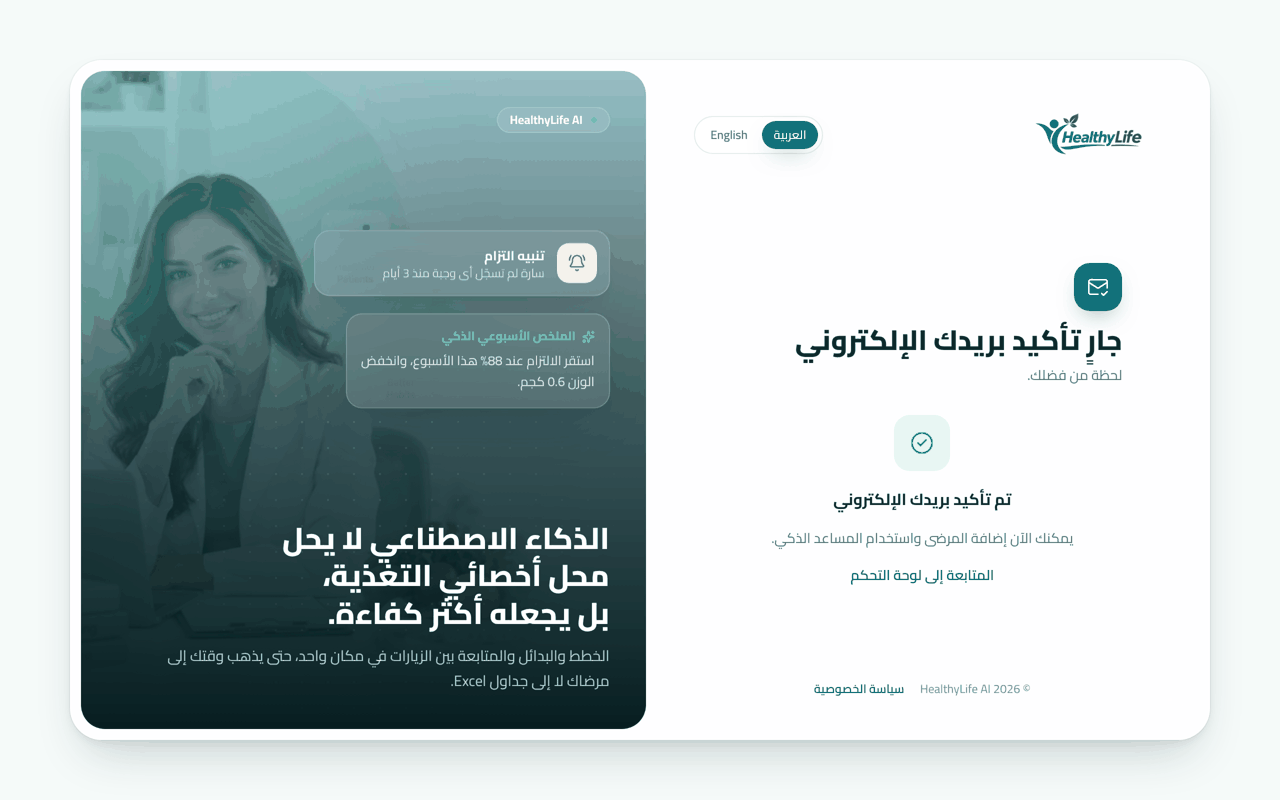 HealthyLife
العربية
English
جارٍ تأكيد بريدك الإلكتروني
لحظة من فضلك.
تم تأكيد بريدك الإلكتروني
يمكنك الآن إضافة المرضى واستخدام المساعد الذكي.
المتابعة إلى لوحة التحكم
© 2026 HealthyLife AI
سياسة الخصوصية
HealthyLife AI
تنبيه التزام
سارة لم تسجّل أي وجبة منذ 3 أيام
الملخص الأسبوعي الذكي
استقر الالتزام عند 88% هذا الأسبوع، وانخفض
الوزن 0.6 كجم.
الذكاء الاصطناعي لا يحل
محل أخصائي التغذية،
بل يجعله أكثر كفاءة.
الخطط والبدائل والمتابعة بين الزيارات في مكان واحد، حتى يذهب وقتك إلى
مرضاك لا إلى جداول Excel.